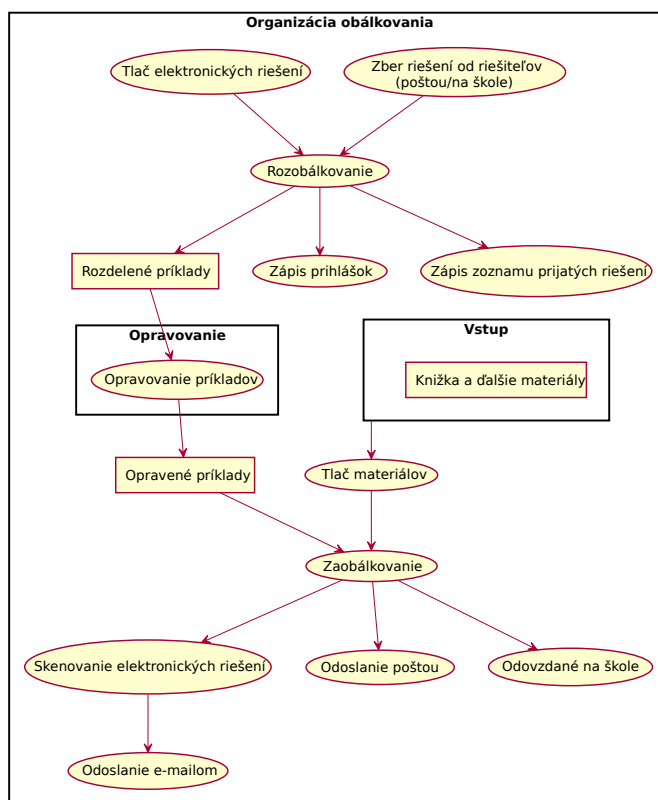 Organizácia obálkovania
Tlač elektronických riešení
Zber riešení od riešiteľov
(poštou/na škole)
Rozobálkovanie
Rozdelené príklady
Zápis prihlášok
Zápis zoznamu prijatých riešení
Opravovanie
Vstup
Opravovanie príkladov
Knižka a ďalšie materiály
Opravené príklady
Tlač materiálov
Zaobálkovanie
Skenovanie elektronických riešení
Odoslanie poštou
Odovzdané na škole
Odoslanie e-mailom